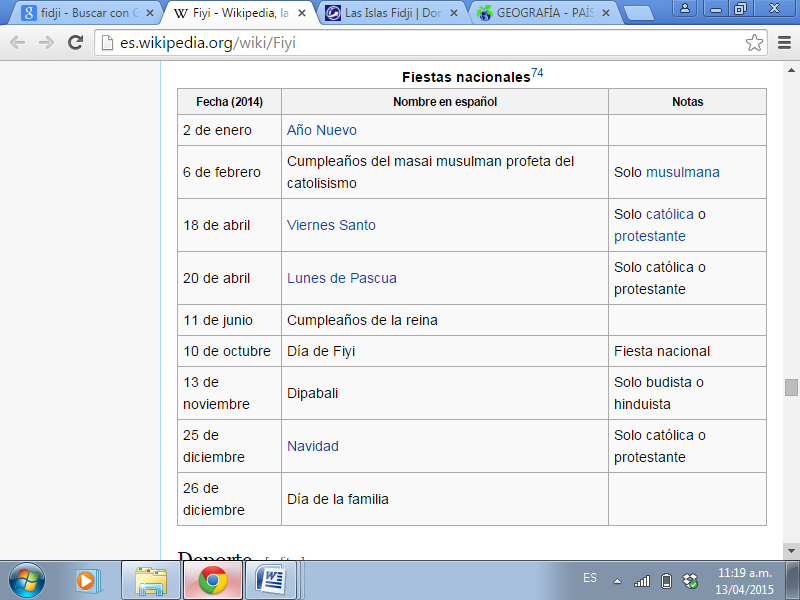 fidji - Buscar con G
Fiyi - Wikipedia, la
Las Islas Fidji | Dor
GEOGRAFÍA - PAÍS
es.wikipedia.org/wiki/Fiyi
Fiestas nacionales74
Fecha (2014) Nombre en español Notas
2 de enero Año Nuevo
6 de febrero Cumpleaños del masai musulman profeta del
catolisismo Solo musulmana
18 de abril Viernes Santo Solo católica o
protestante
20 de abril Lunes de Pascua Solo católica o
protestante
11 de junio Cumpleaños de la reina
10 de octubre Día de Fiyi Fiesta nacional
13 de
noviembre Dipabali Solo budista o
hinduista
25 de
diciembre Navidad Solo católica o
protestante
26 de
diciembre Día de la familia
Deporte
ES
11:19 a.m.
13/04/2015